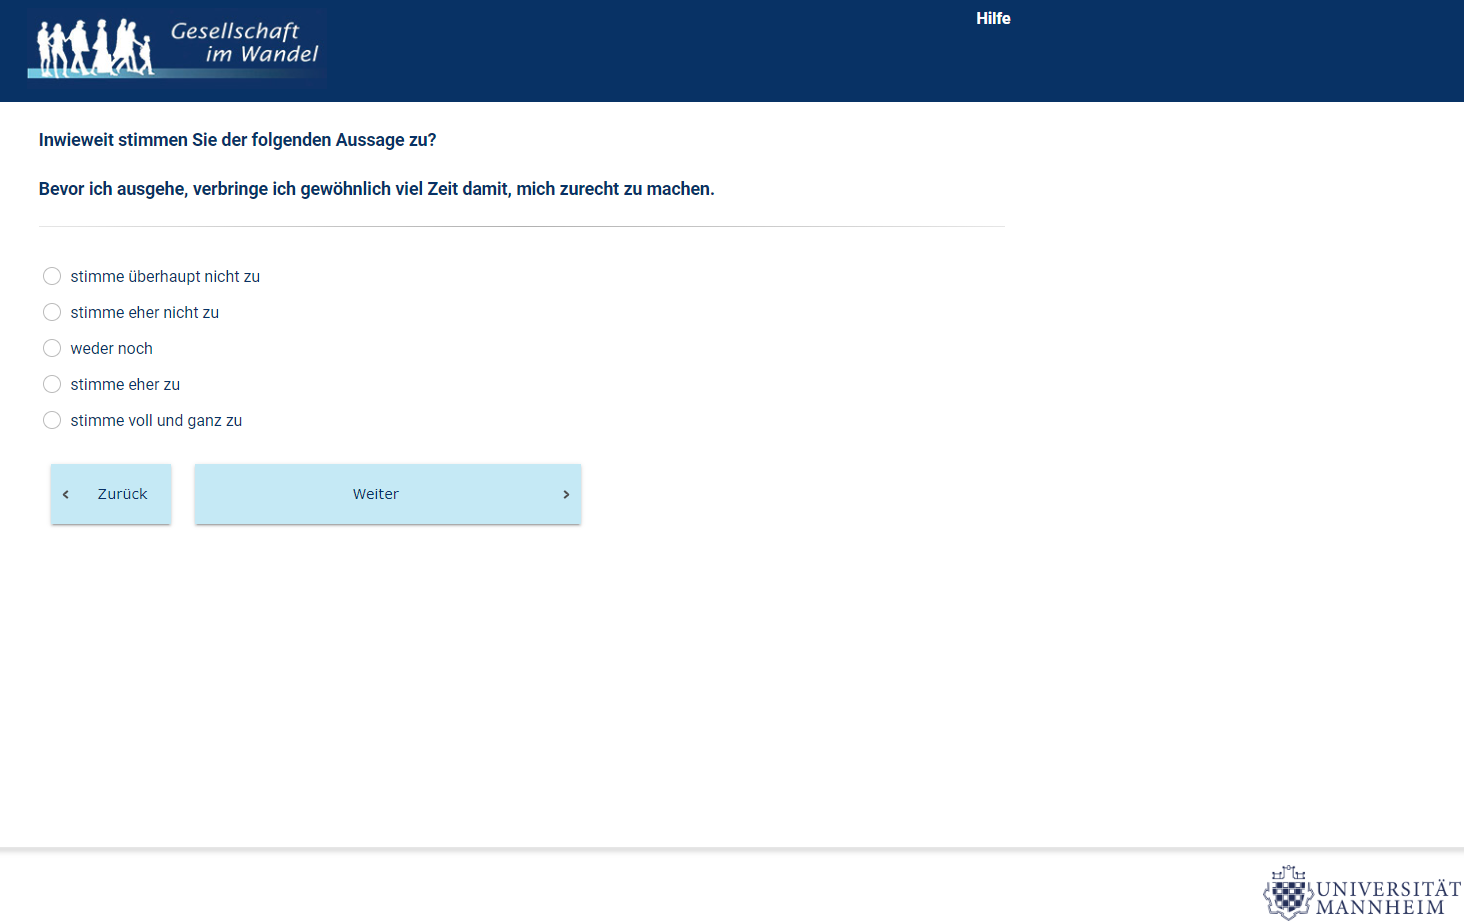 Gesellschaft
im Wandel
Hilfe
Inwieweit stimmen Sie der folgenden Aussage zu?
Bevor ich ausgehe, verbringe ich gewöhnlich viel Zeit damit, mich zurecht zu machen.
stimme überhaupt nicht zu
stimme eher nicht zu
weder noch
stimme eher zu
stimme voll und ganz zu
Zurück
Weiter
UNIVERSITÄT
MANNHEIM